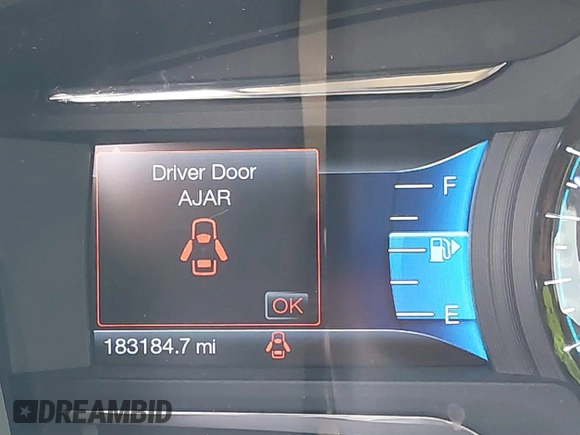 Driver Door
AJAR
OK
183184.7 mi
F
E
DREAMBID